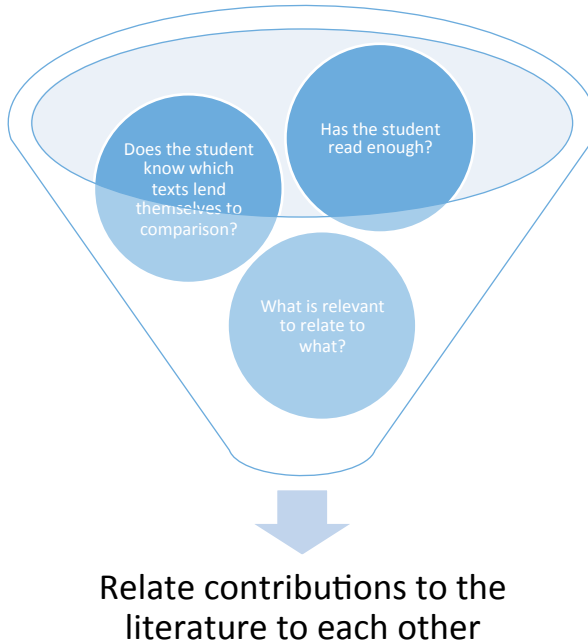 Does the student
know which
texts lend
themselves to
comparison?
Has the student
read enough?
What is relevant
to relate to
what?
Relate contributions to the
literature to each other